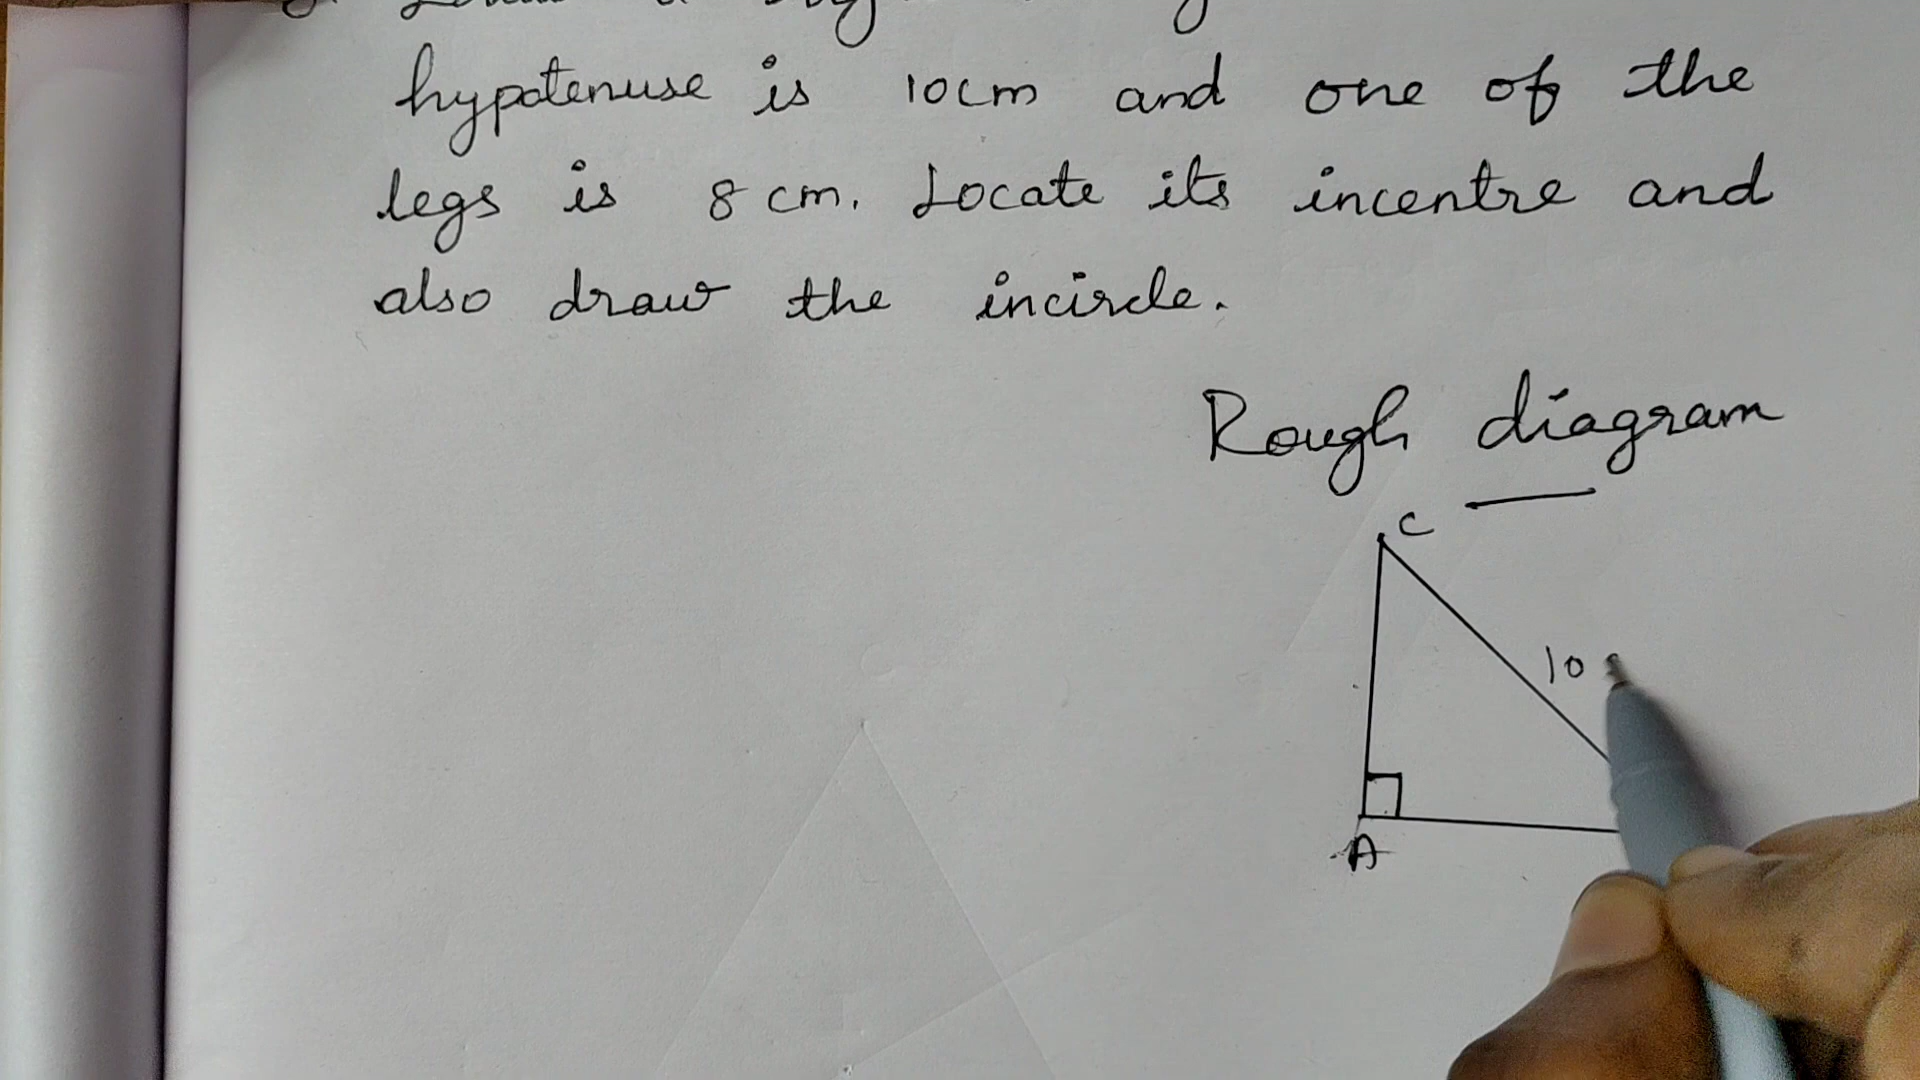 hypotenuse is 10cm and one of the
legs is 8 cm. Locate its incentre and
also draw the incircle.
Rough diagram
C
10
A